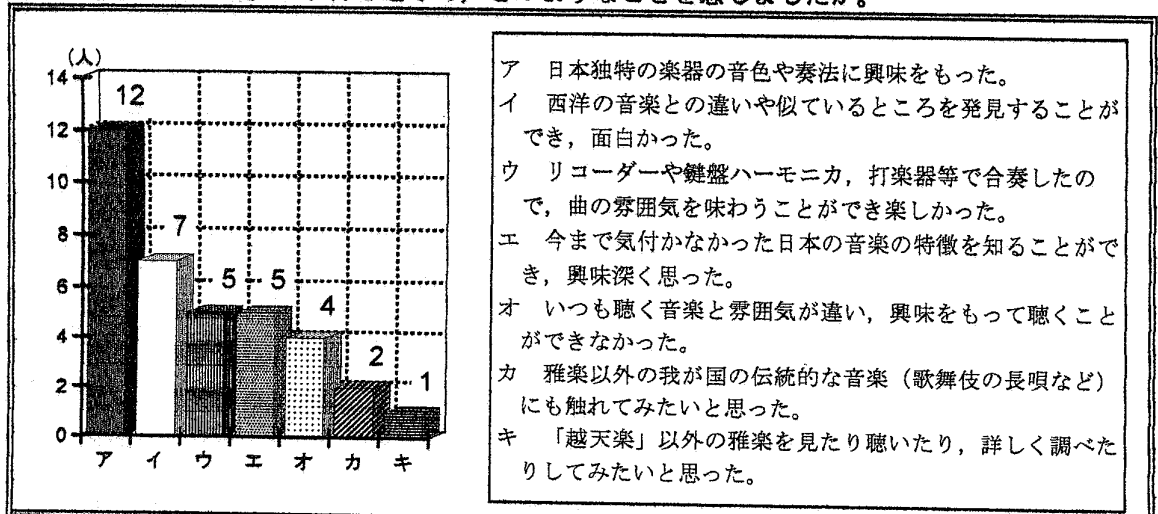 (人)
14
12
10
8
6
4
2
0
12
7
5
5
4
2
1
ア イ ウ エ オ カ キ
ア 日本独特の楽器の音色や奏法に興味をもった。
イ 西洋の音楽との違いや似ているところを発見することが
でき，面白かった。
ウ リコーダーや鍵盤ハーモニカ，打楽器等で合奏したの
で，曲の雰囲気を味わうことができ楽しかった。
エ 今まで気付かなかった日本の音楽の特徴を知ることがで
き，興味深く思った。
オ いつも聴く音楽と雰囲気が違い，興味をもって聴くこと
ができなかった。
カ 雅楽以外の我が国の伝統的な音楽（歌舞伎の長唄など）
にも触れてみたいと思った。
キ 「越天楽」以外の雅楽を見たり聴いたり，詳しく調べた
りしてみたいと思った。